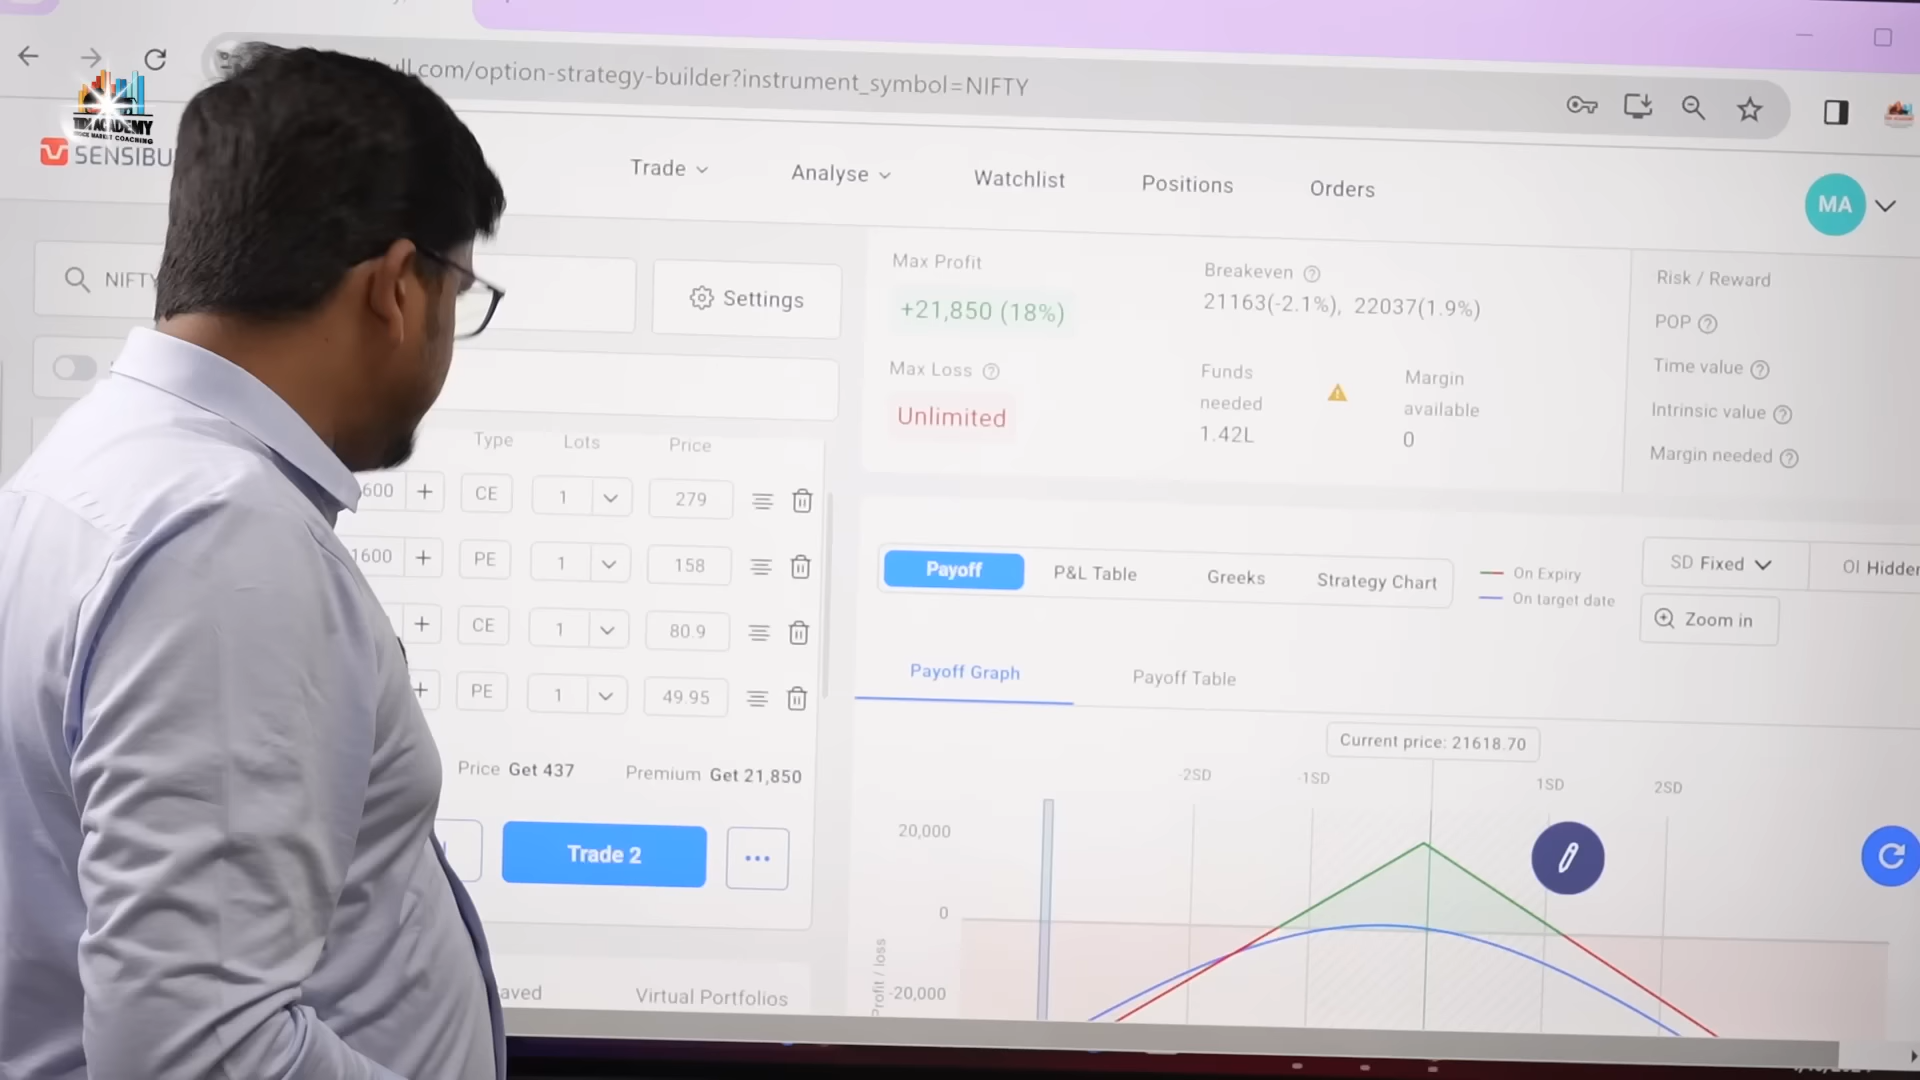 ll.com/option-strategy-builder?instrument_symbol=NIFTY
ACADEMY
STOCK MARKET COACHING
SENSIBU
Trade
Analyse
Watchlist
Positions
Orders
MA
NIFTY
Settings
Max Profit
+21,850 (18%)
Max Loss
Unlimited
Breakeven
21163(-2.1%), 22037(1.9%)
Funds needed
1.42L
Margin available
0
Risk / Reward
POP
Time value
Intrinsic value
Margin needed
Type Lots Price
600 + CE 1 279
1600 + PE 1 158
+ CE 1 80.9
+ PE 1 49.95
Price Get 437 Premium Get 21,850
Trade 2
aved
Virtual Portfolios
Payoff
P&L Table
Greeks
Strategy Chart
On Expiry
On target date
SD Fixed
OI Hidden
Zoom in
Payoff Graph
Payoff Table
Current price: 21618.70
-2SD
-1SD
1SD
2SD
20,000
0
-20,000
Profit / loss